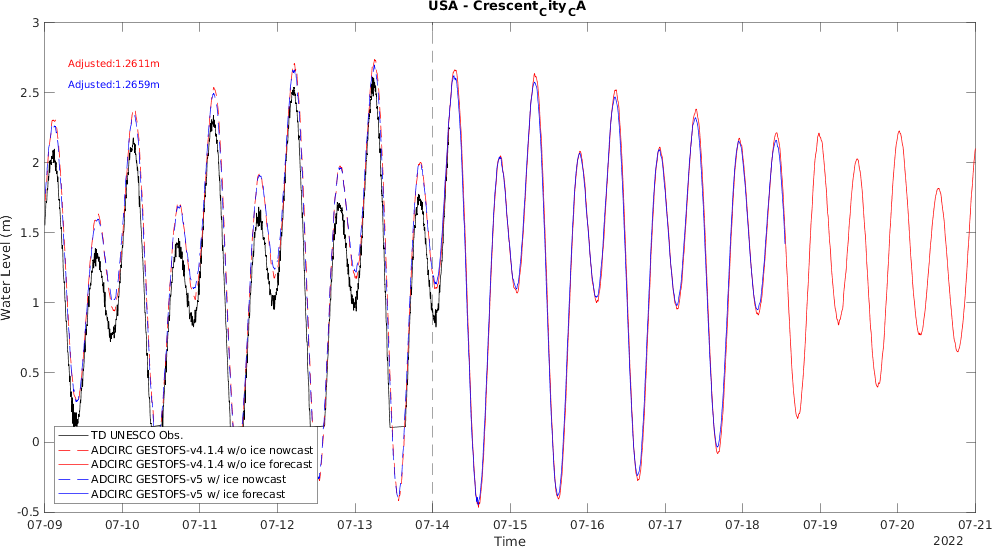 USA - CrescentCityCA
3
Adjusted:1.2611m
Adjusted:1.2659m
2.5
2
1.5
1
0.5
0
-0.5
Water Level (m)
TD UNESCO Obs.
ADCIRC GESTOFS-v4.1.4 w/o ice nowcast
ADCIRC GESTOFS-v4.1.4 w/o ice forecast
ADCIRC GESTOFS-v5 w/ ice nowcast
ADCIRC GESTOFS-v5 w/ ice forecast
07-09 07-10 07-11 07-12 07-13 07-14 07-15 07-16 07-17 07-18 07-19 07-20 07-21
Time
2022